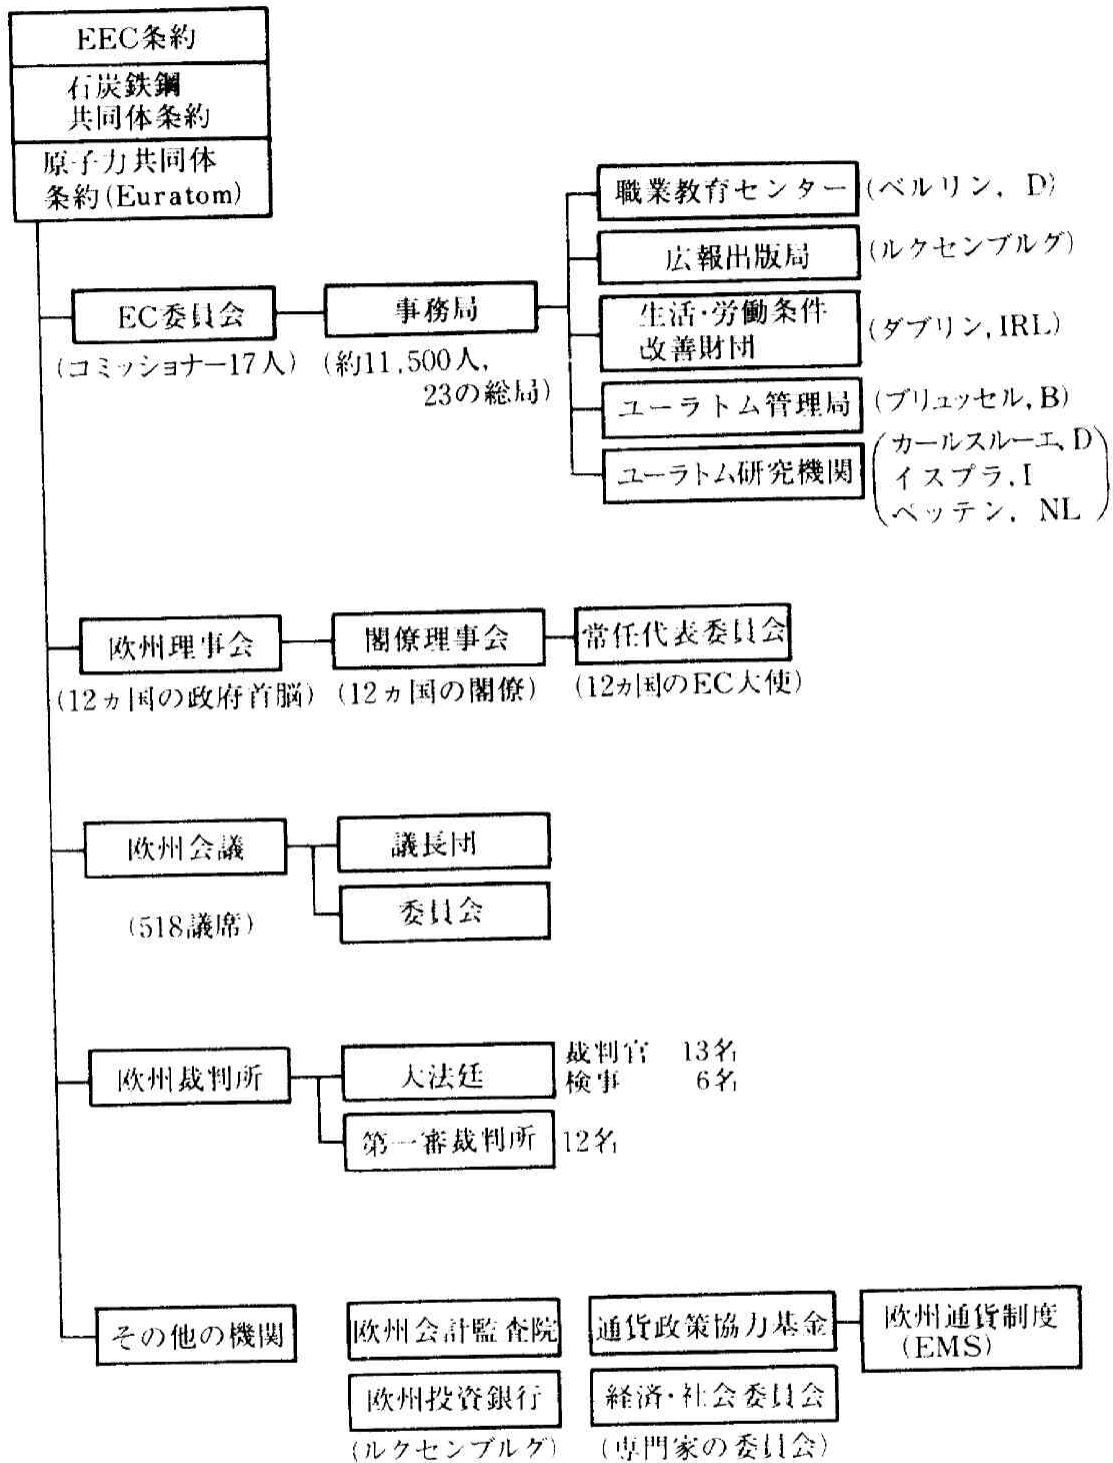 EEC条約
石炭鉄鋼
共同体条約
原子力共同体
条約(Euratom)
職業教育センター
(ベルリン, D)
広報出版局
(ルクセンブルグ)
EC委員会
事務局
生活·労働条件
改善財団
(ダブリン, IRL)
(コミッショナー17人)
(約11,500人,
23の総局)
ユーラトム管理局
(ブリュッセル, B)
ユーラトム研究機関
(カールスルーエ, D
イスプラ, I
ペッテン, NL)
欧州理事会
閣僚理事会
常任代表委員会
(12ヵ国の政府首脳)
(12ヵ国の閣僚)
(12ヵ国のEC大使)
欧州会議
議長団
委員会
(518議席)
欧州裁判所
大法廷
裁判官 13名
検事 6名
第一審裁判所
12名
その他の機関
欧州会計監査院
通貨政策協力基金
欧州通貨制度
(EMS)
欧州投資銀行
経済·社会委員会
(ルクセンブルグ)
(専門家の委員会)